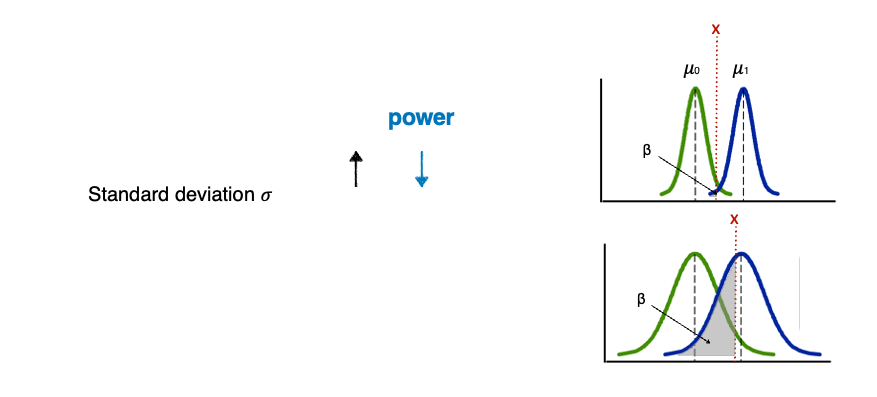 x
μ₀ μ₁
power
β
Standard deviation σ
x
β